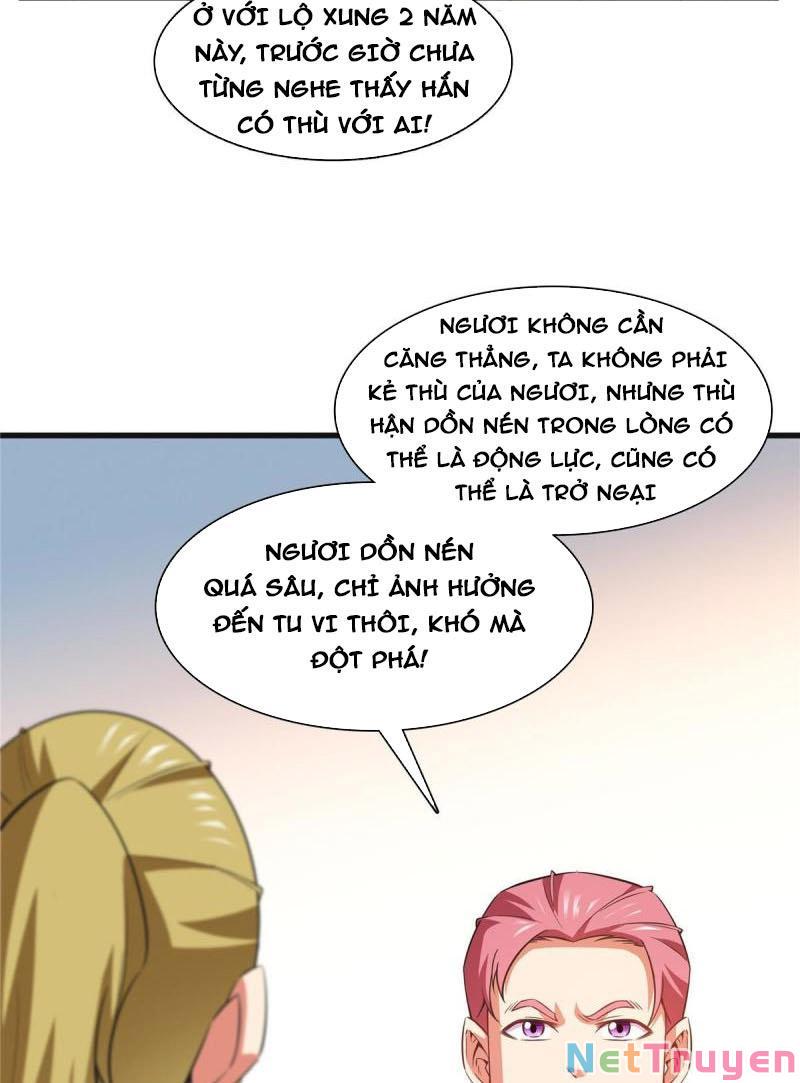 Ở VỚI LỘ XUNG 2 NĂM
NÀY, TRƯỚC GIỜ CHƯA
TỪNG NGHE THẤY HẮN
CÓ THÙ VỚI AI!
NGƯƠI KHÔNG CẦN
CĂNG THẲNG, TA KHÔNG PHẢI
KẺ THÙ CỦA NGƯƠI, NHƯNG THÙ
HẬN DỒN NÉN TRONG LÒNG CÓ
THỂ LÀ ĐỘNG LỰC, CŨNG CÓ
THỂ LÀ TRỞ NGẠI
NGƯƠI DỒN NÉN
QUÁ SÂU, CHỈ ẢNH HƯỞNG
ĐẾN TU VI THÔI, KHÓ MÀ
ĐỘT PHÁ!
NetTruyen